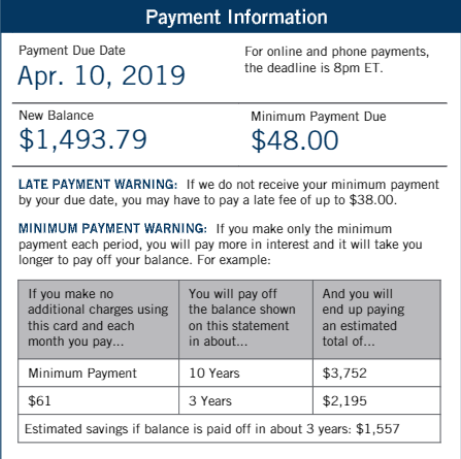 Payment Information
Payment Due Date
Apr. 10, 2019
For online and phone payments,
the deadline is 8pm ET.
New Balance
$1,493.79
Minimum Payment Due
$48.00
LATE PAYMENT WARNING: If we do not receive your minimum payment
by your due date, you may have to pay a late fee of up to $38.00.
MINIMUM PAYMENT WARNING: If you make only the minimum
payment each period, you will pay more in interest and it will take you
longer to pay off your balance. For example:
If you make no
additional charges using
this card and each
month you pay...
You will pay off
the balance shown
on this statement
in about...
And you will
end up paying
an estimated
total of...
Minimum Payment 10 Years $3,752
$61 3 Years $2,195
Estimated savings if balance is paid off in about 3 years: $1,557